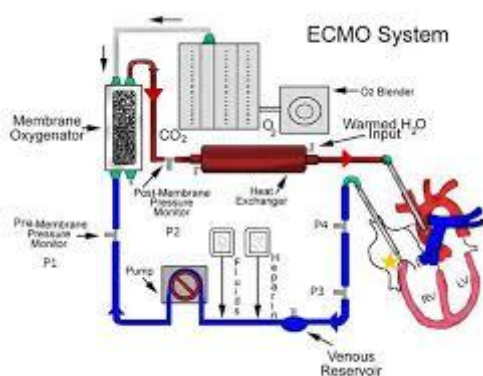 ECMO System
O2 Blender
Membrane
Oxygenator
CO2
O2
Warmed H2O
Input
Post-Membrane
Pressure
Monitor
Heat
Exchanger
Pre-Membrane
Pressure
Monitor
P1
P2
P4
P3
Pump
Fluids
Heparin
RV
LV
Venous
Reservoir